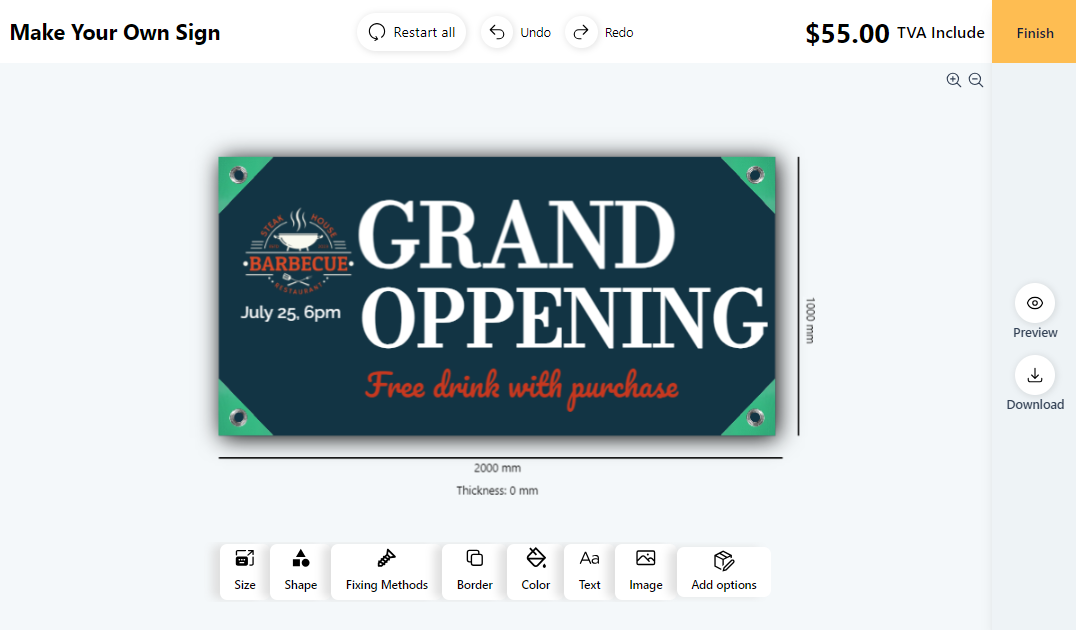 Make Your Own Sign
Restart all
Undo
Redo
$55.00 TVA Include
Finish
STEAK HOUSE
BARBECUE
RESTAURANT
July 25, 6pm
GRAND
OPPENING
Free drink with purchase
1000 mm
2000 mm
Thickness: 0 mm
Preview
Download
Size
Shape
Fixing Methods
Border
Color
Aa
Text
Image
Add options